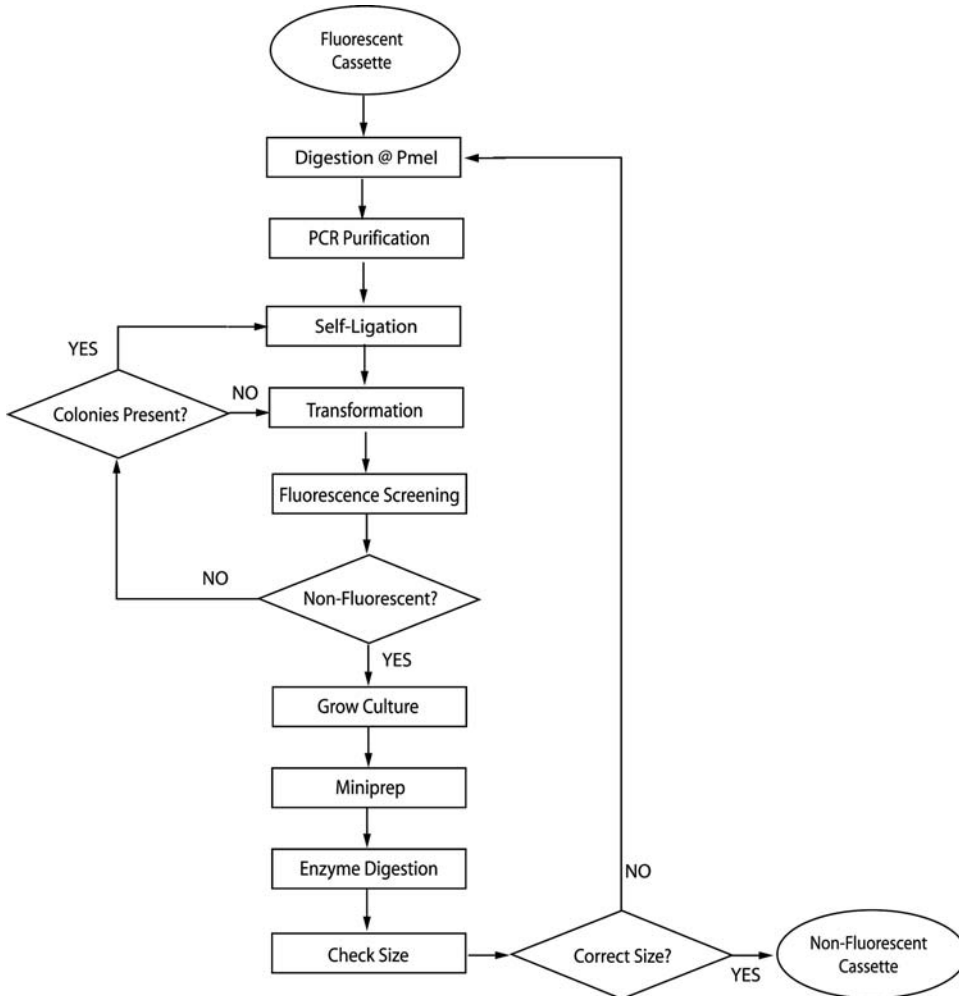 Fluorescent
Cassette
Digestion @ PmeI
PCR Purification
Self-Ligation
YES
NO
Colonies Present?
Transformation
Fluorescence Screening
NO
Non-Fluorescent?
YES
Grow Culture
Miniprep
Enzyme Digestion
NO
Check Size
Correct Size?
YES
Non-Fluorescent
Cassette